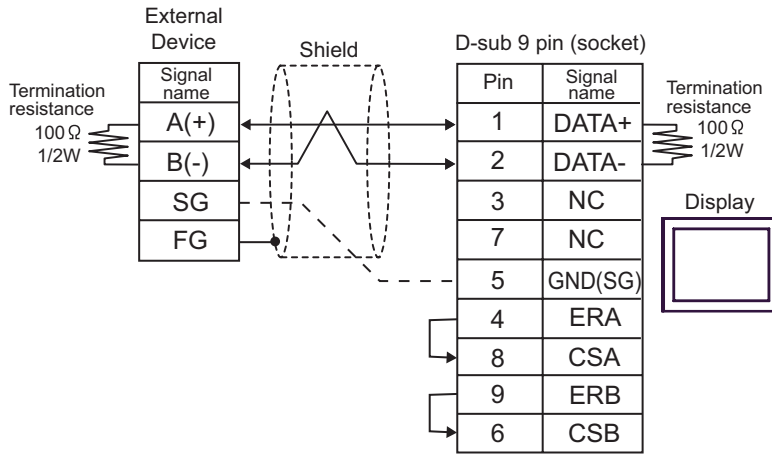 External
Device
Shield
D-sub 9 pin (socket)
Termination
resistance
100Ω
1/2W
Signal
name
A(+)
B(-)
SG
FG
Pin
Signal
name
1
DATA+
2
DATA-
3
NC
7
NC
5
GND(SG)
4
ERA
8
CSA
9
ERB
6
CSB
Termination
resistance
100Ω
1/2W
Display